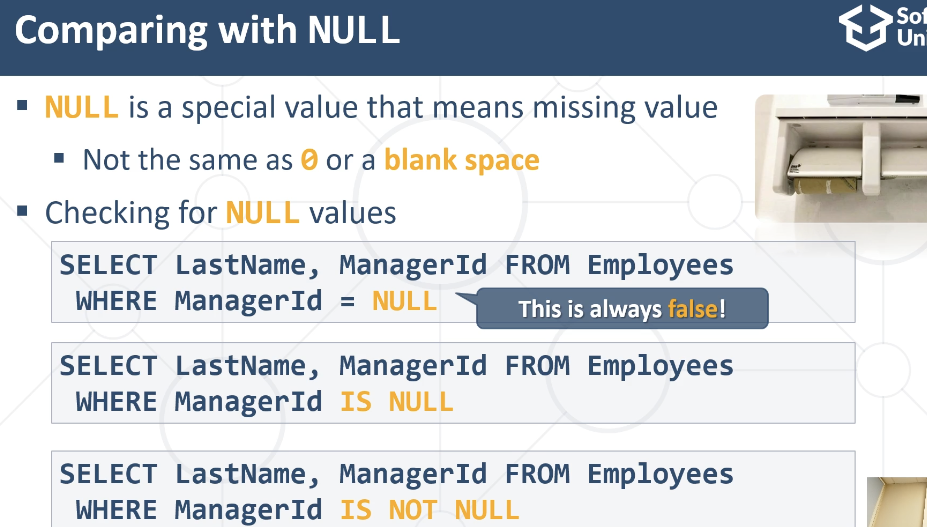 Comparing with NULL
Sof
Uni
▪ NULL is a special value that means missing value
▪ Not the same as 0 or a blank space
▪ Checking for NULL values
SELECT LastName, ManagerId FROM Employees
WHERE ManagerId = NULL
This is always false!
SELECT LastName, ManagerId FROM Employees
WHERE ManagerId IS NULL
SELECT LastName, ManagerId FROM Employees
WHERE ManagerId IS NOT NULL